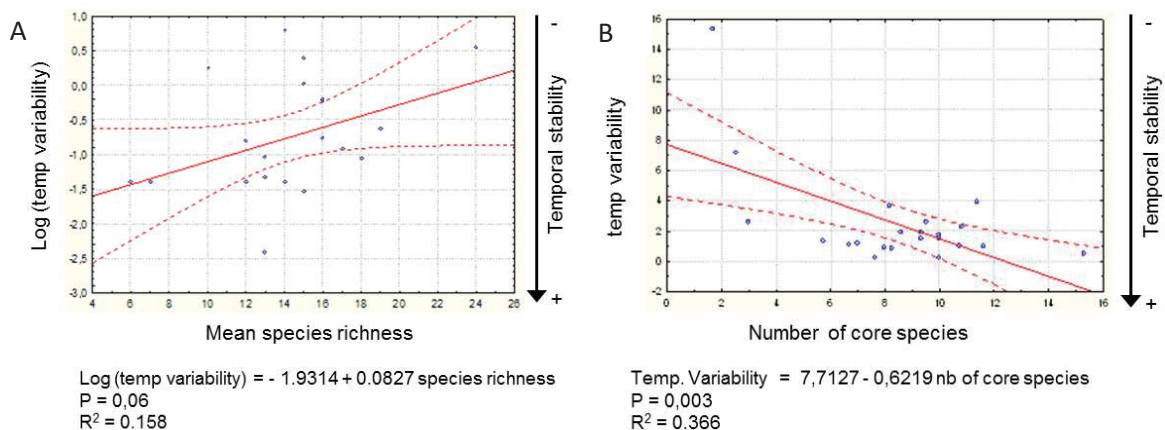 A
Log (temp variability)
1,0
0,5
0,0
-0,5
-1,0
-1,5
-2,0
-2,5
-3,0
4 6 8 10 12 14 16 18 20 22 24 26
Mean species richness
-
Temporal stability
+
Log (temp variability) = - 1.9314 + 0.0827 species richness
P = 0,06
R² = 0.158
B
temp variability
16
16
14
12
10
8
6
4
2
0
-2
0 2 4 6 8 10 12 14 16
Number of core species
-
Temporal stability
+
Temp. Variability = 7,7127 - 0,6219 nb of core species
P = 0,003
R² = 0.366